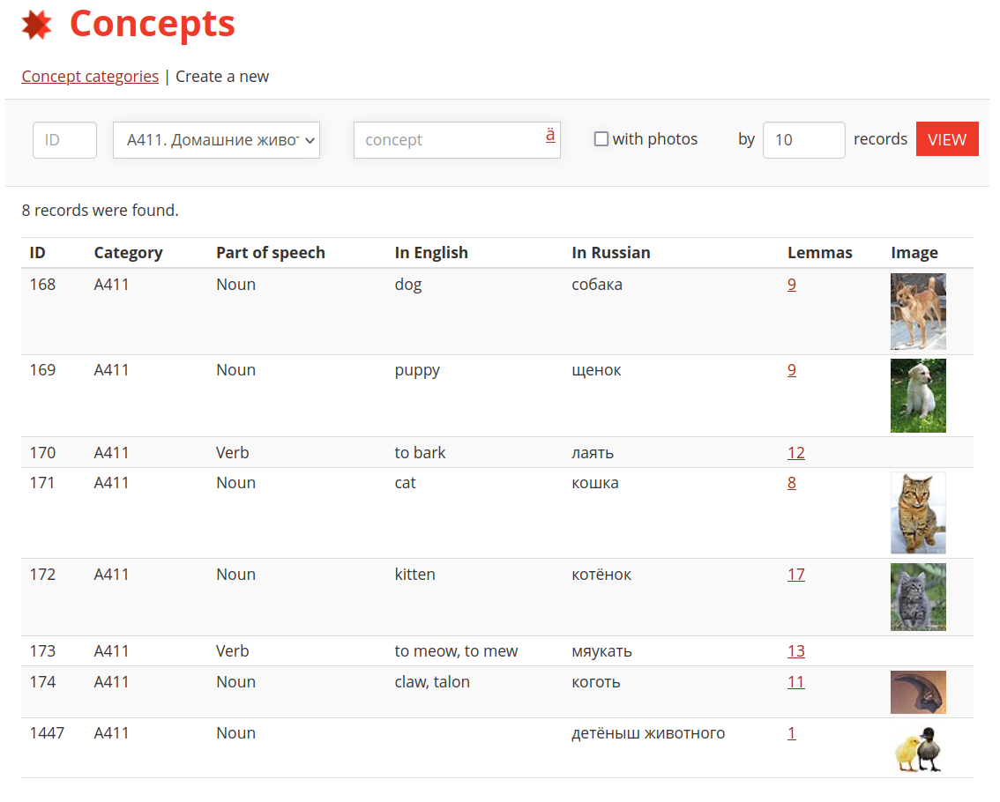 Concepts
Concept categories | Create a new
ID A411. Домашние живо concept ä with photos by 10 records VIEW
8 records were found.
ID Category Part of speech In English In Russian Lemmas Image
168 A411 Noun dog собака 9
169 A411 Noun puppy щенок 9
170 A411 Verb to bark лаять 12
171 A411 Noun cat кошка 8
172 A411 Noun kitten котёнок 17
173 A411 Verb to meow, to mew мяукать 13
174 A411 Noun claw, talon коготь 11
1447 A411 Noun детёныш животного 1